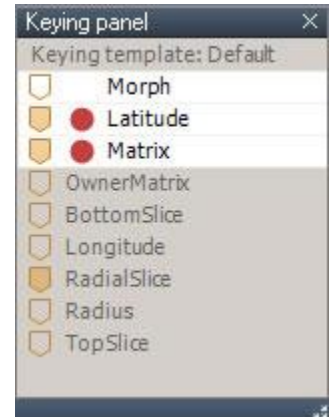 Keying panel
Keying template: Default
Morph
Latitude
Matrix
OwnerMatrix
BottomSlice
Longitude
RadialSlice
Radius
TopSlice